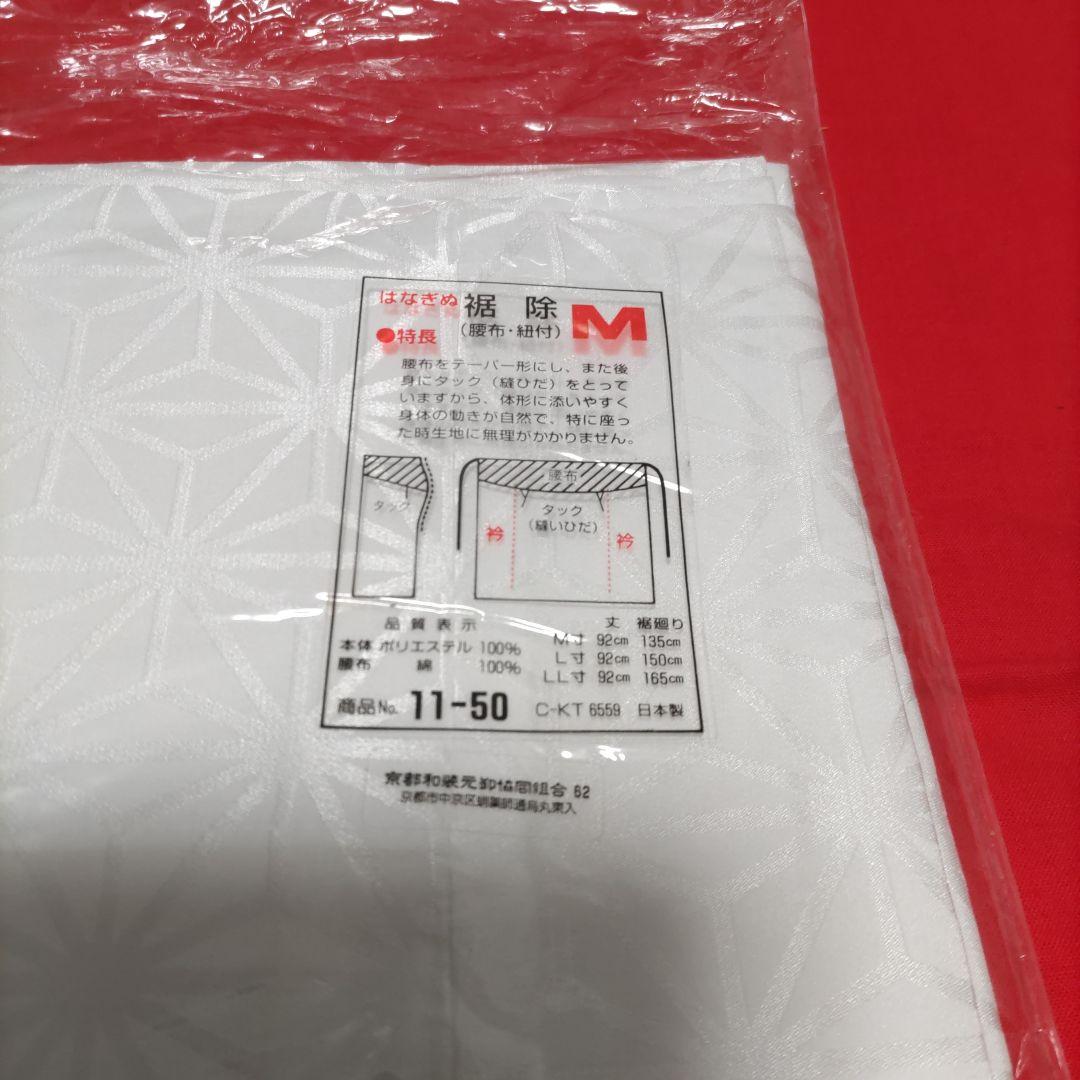 はなぎぬ 裾除 M
●特長 (腰布・紐付)
腰布をテーパー形にし、また後
身にタック(縫ひだ)をとって
いますから、体形に添いやすく
身体の動きが自然で、特に座っ
た時生地に無理がかかりません。
腰布
タック
タック
(縫いひだ)
衿
衿
品質表示
本体 ポリエステル 100%
腰布 綿 100%
丈 裾廻り
M寸 92cm 135cm
L寸 92cm 150cm
LL寸 92cm 165cm
商品No. 11-50 C-KT 6559 日本製
京都和装元卸協同組合 62
京都市中京区蛸薬師通烏丸東入